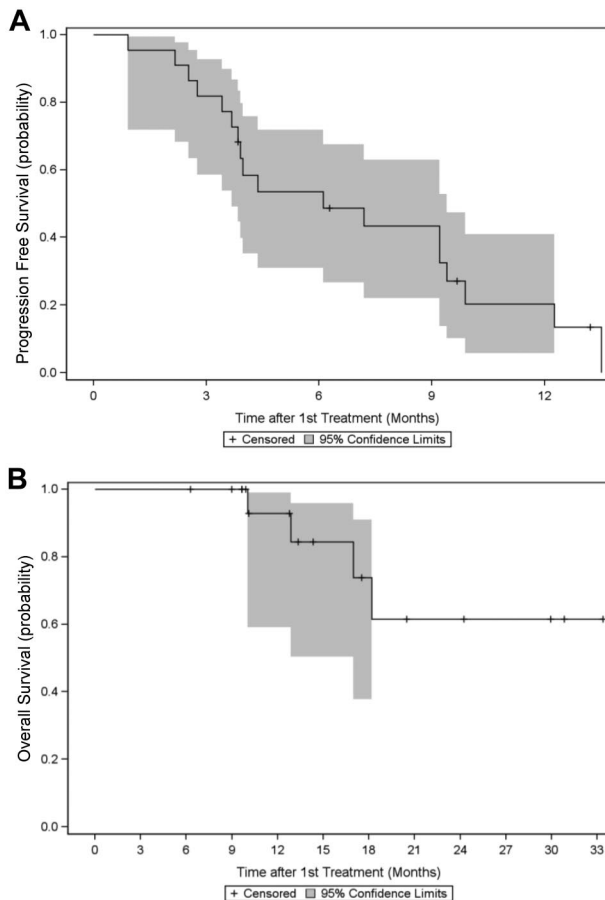 A
Progression Free Survival (probability)
1.0
0.8
0.6
0.4
0.2
0.0
0 3 6 9 12
Time after 1st Treatment (Months)
+ Censored 95% Confidence Limits
B
Overall Survival (probability)
1.0
0.8
0.6
0.4
0.2
0.0
0 3 6 9 12 15 18 21 24 27 30 33
Time after 1st Treatment (Months)
+ Censored 95% Confidence Limits